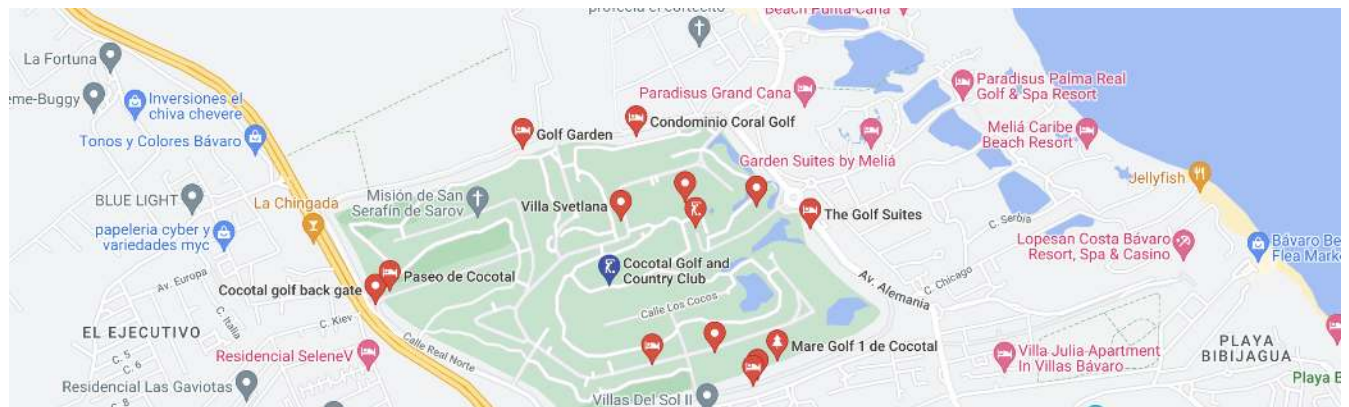 profecia el cortecito
Beach Punta-Cana
La Fortuna
eme-Buggy
Inversiones el
chiva chevere
Tonos y Colores Bávaro
Golf Garden
Condominio Coral Golf
Paradisus Grand Cana
Paradisus Palma Real
Golf & Spa Resort
Meliá Caribe
Beach Resort
Garden Suites by Meliá
Jellyfish
BLUE LIGHT
La Chingada
Misión de San
Serafín de Sarov
Villa Svetlana
The Golf Suites
C. Serbia
papeleria cyber y
variedades myc
Lopesan Costa Bávaro
Resort, Spa & Casino
Bávaro Be
Flea Mark
Av. Europa
Paseo de Cocotal
Cocotal golf back gate
Cocotal Golf and
Country Club
Av. Alemania
C. Chicago
Calle Los Cocos
C. Italia
C. Kiev
EL EJECUTIVO
C. 5
C. 6
Calle Real Norte
Residencial SeleneV
Mare Golf 1 de Cocotal
Villa Julia-Apartment
In Villas Bávaro
PLAYA
BIBIJAGUA
Playa B
Residencial Las Gaviotas
C. 8
Villas Del Sol II